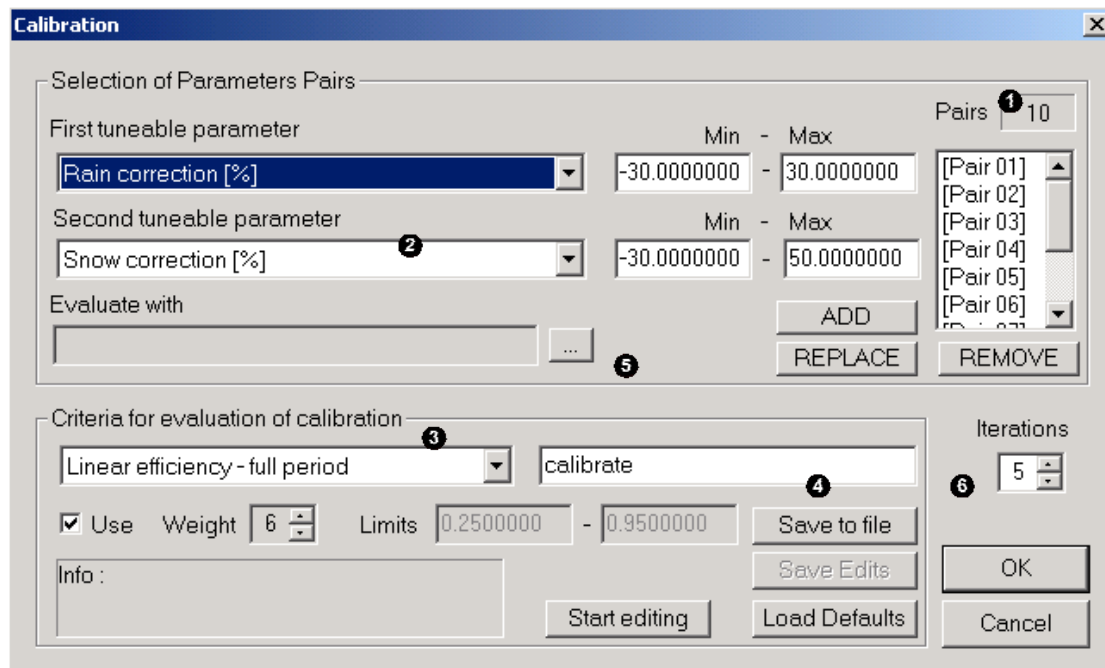 Calibration
Selection of Parameters Pairs
Pairs 1 10
First tuneable parameter
Min - Max
Rain correction [%]
-30.0000000 - 30.0000000
[Pair 01]
[Pair 02]
[Pair 03]
[Pair 04]
[Pair 05]
[Pair 06]
Second tuneable parameter
Min - Max
2
Snow correction [%]
-30.0000000 - 50.0000000
Evaluate with
...
5
ADD
REPLACE
REMOVE
Criteria for evaluation of calibration
3
Linear efficiency - full period
calibrate
4
Use Weight 6 Limits 0.2500000 - 0.9500000
Save to file
Info :
Save Edits
Start editing
Load Defaults
Iterations
6 5
OK
Cancel